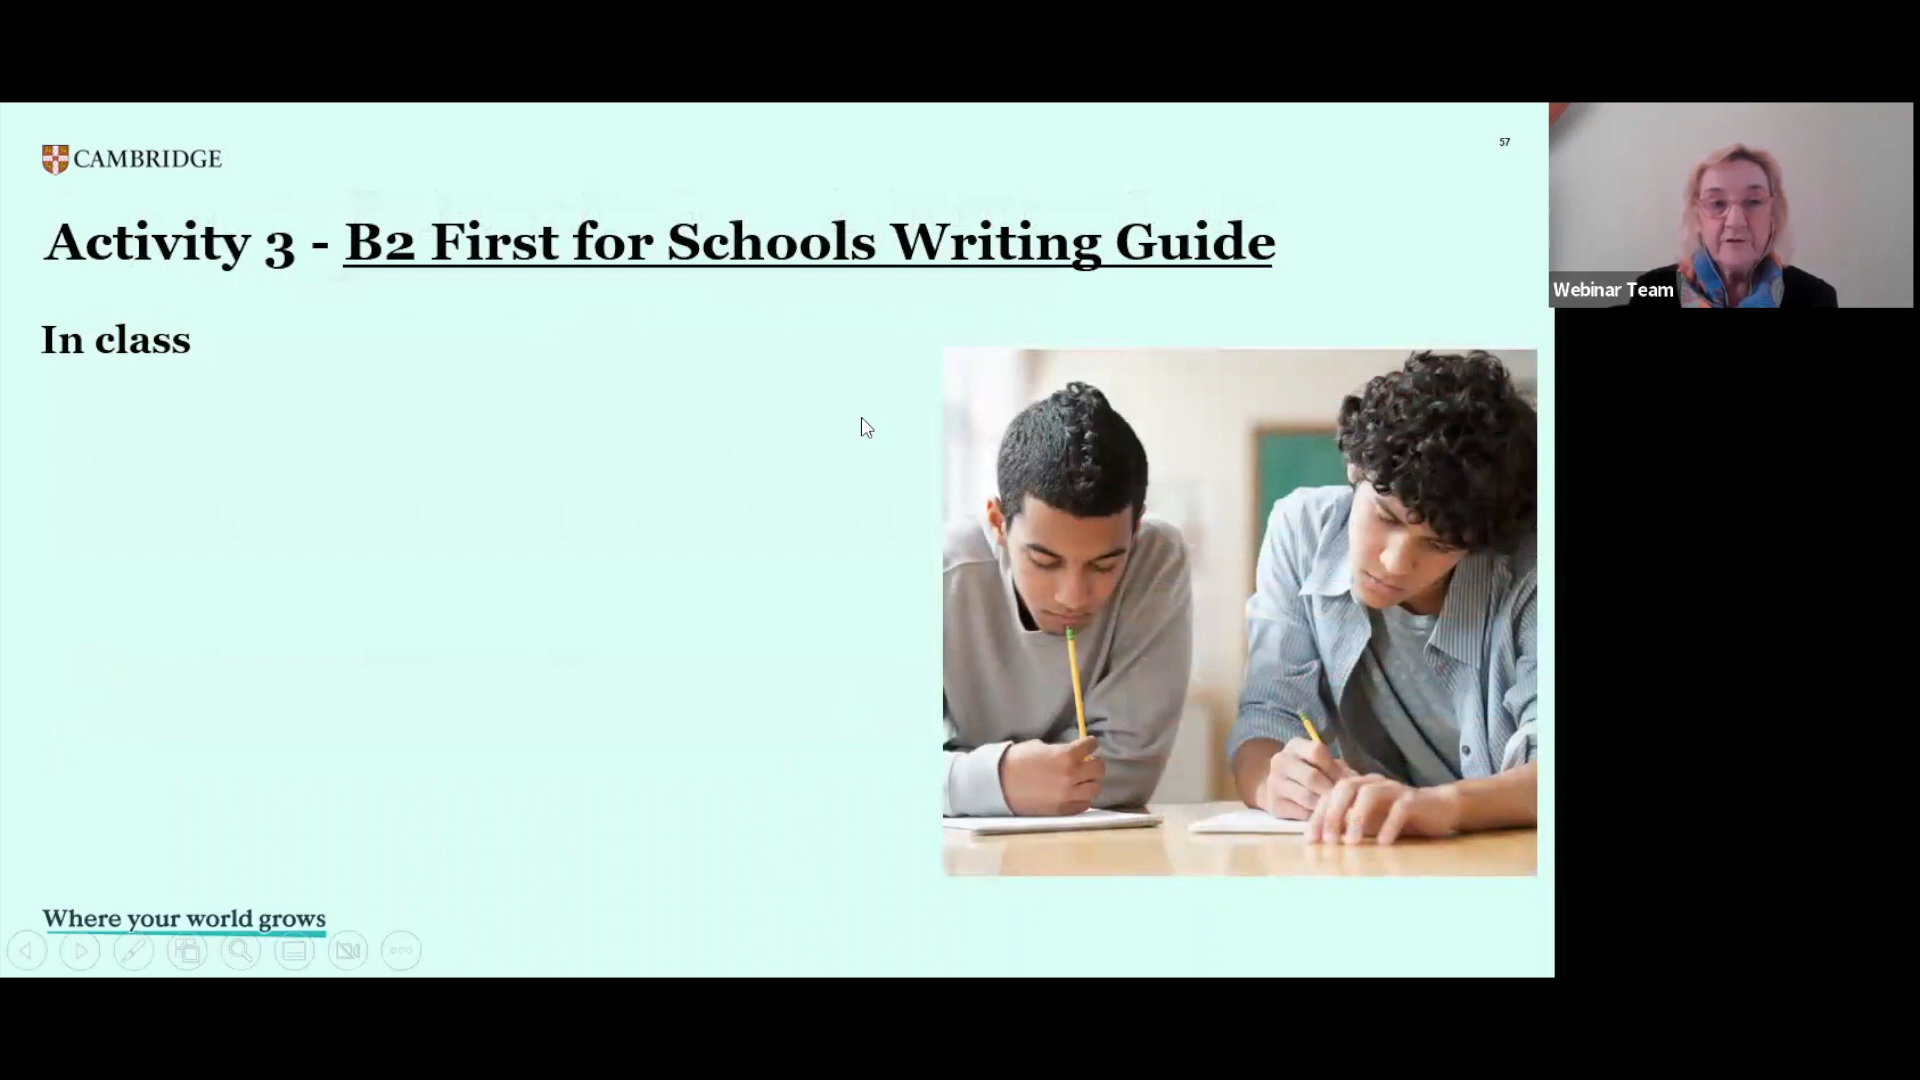 CAMBRIDGE
57
Activity 3 - B2 First for Schools Writing Guide
In class
Webinar Team
Where your world grows